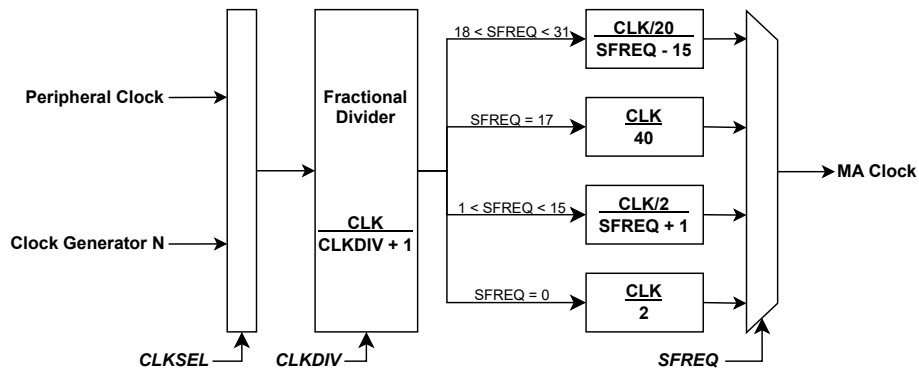 Peripheral Clock
Clock Generator N
CLKSEL
Fractional
Divider
CLK
CLKDIV + 1
CLKDIV
18 < SFREQ < 31
CLK/20
SFREQ - 15
SFREQ = 17
CLK
40
1 < SFREQ < 15
CLK/2
SFREQ + 1
SFREQ = 0
CLK
2
SFREQ
MA Clock